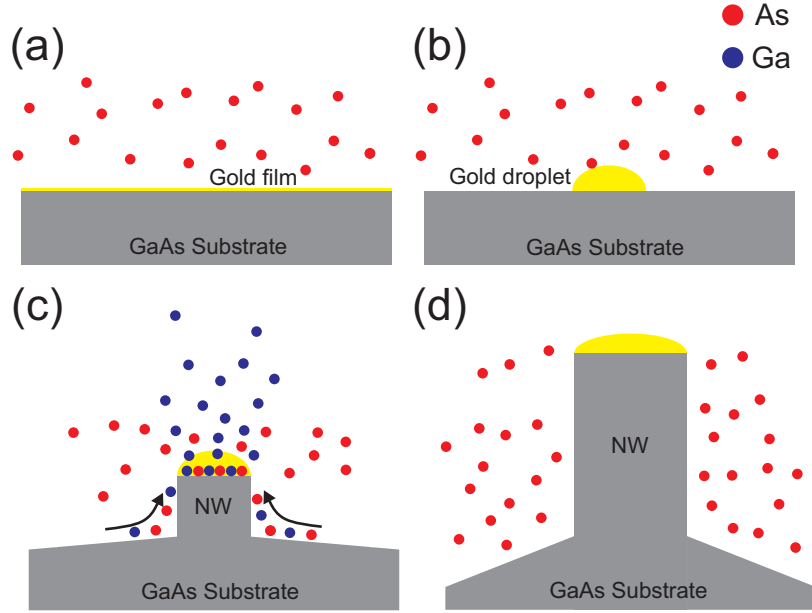 (a)
(b)
As
Ga
Gold film
Gold droplet
GaAs Substrate
GaAs Substrate
(c)
(d)
NW
NW
GaAs Substrate
GaAs Substrate